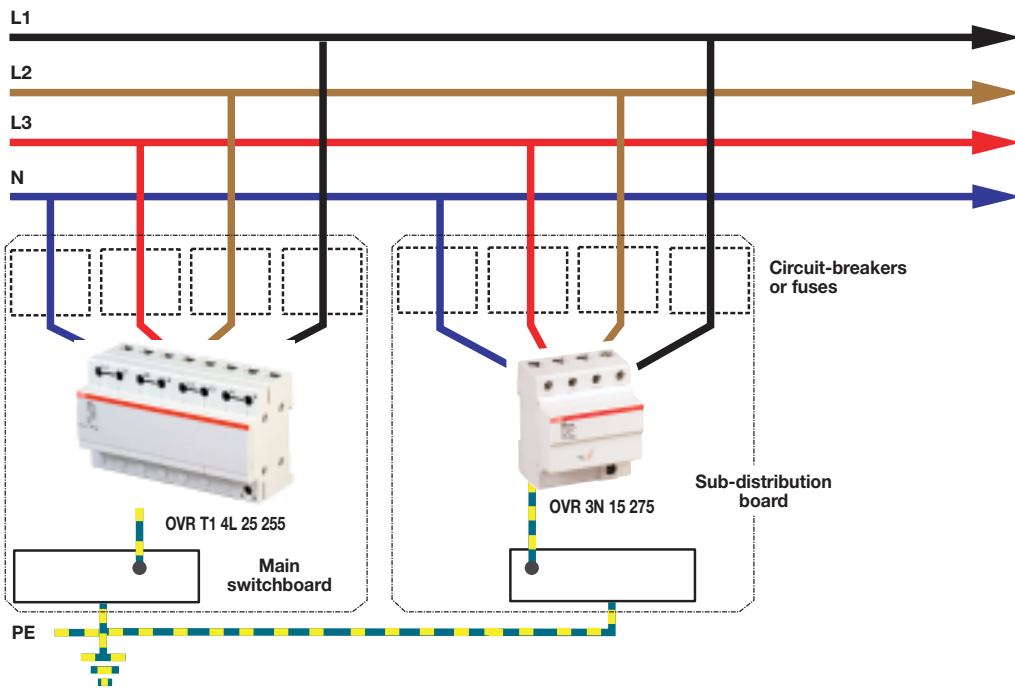 L1
L2
L3
N
Circuit-breakers
or fuses
Sub-distribution
board
OVR T1 4L 25 255
OVR 3N 15 275
Main
switchboard
PE